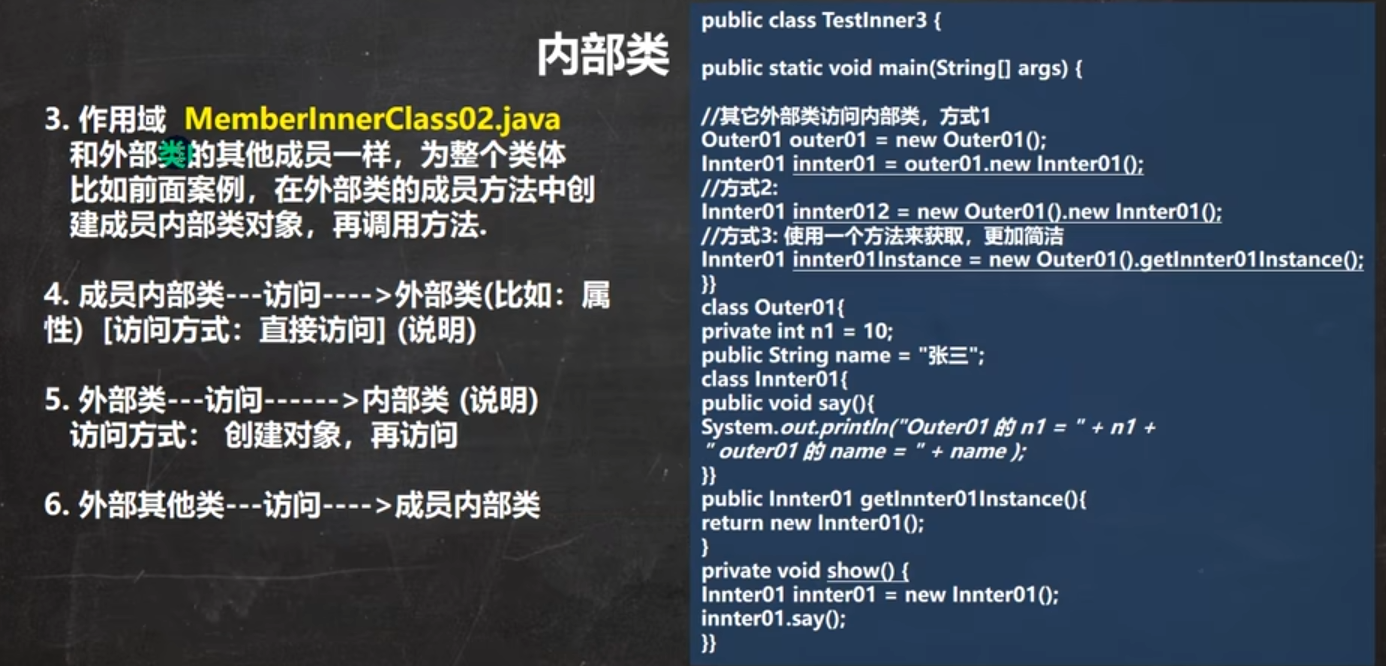 内部类
3. 作用域 MemberInnerClass02.java
和外部类的其他成员一样，为整个类体
比如前面案例，在外部类的成员方法中创
建成员内部类对象，再调用方法.
4. 成员内部类---访问---->外部类(比如：属
性)  [访问方式：直接访问] (说明)
5. 外部类---访问------>内部类 (说明)
访问方式： 创建对象，再访问
6. 外部其他类---访问---->成员内部类
public class TestInner3 {
public static void main(String[] args) {
//其它外部类访问内部类，方式1
Outer01 outer01 = new Outer01();
Innter01 innter01 = outer01.new Innter01();
//方式2:
Innter01 innter012 = new Outer01().new Innter01();
//方式3: 使用一个方法来获取，更加简洁
Innter01 innter01Instance = new Outer01().getInnter01Instance();
}}
class Outer01{
private int n1 = 10;
public String name = "张三";
class Innter01{
public void say(){
System.out.println("Outer01 的 n1 = " + n1 +
" outer01 的 name = " + name );
}}
public Innter01 getInnter01Instance(){
return new Innter01();
}
private void show() {
Innter01 innter01 = new Innter01();
innter01.say();
}}